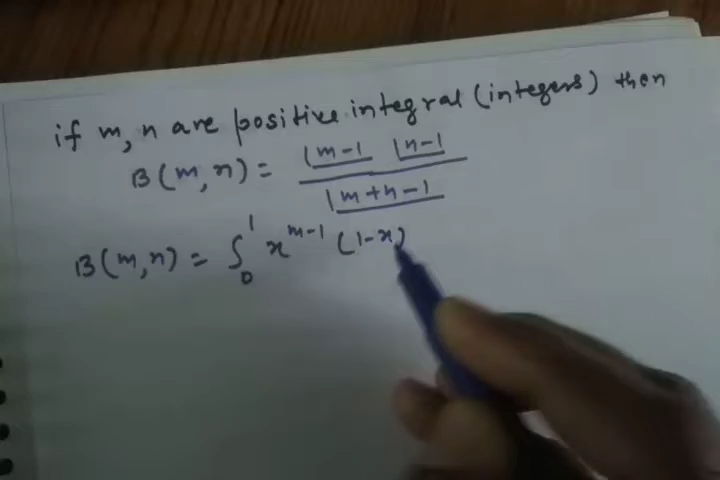 if m, n are positive integral (integers) then
B(m,n) = |m-1 |n-1 / |m+n-1
B(m,n) = ∫₀¹ x^{m-1} (1-x)